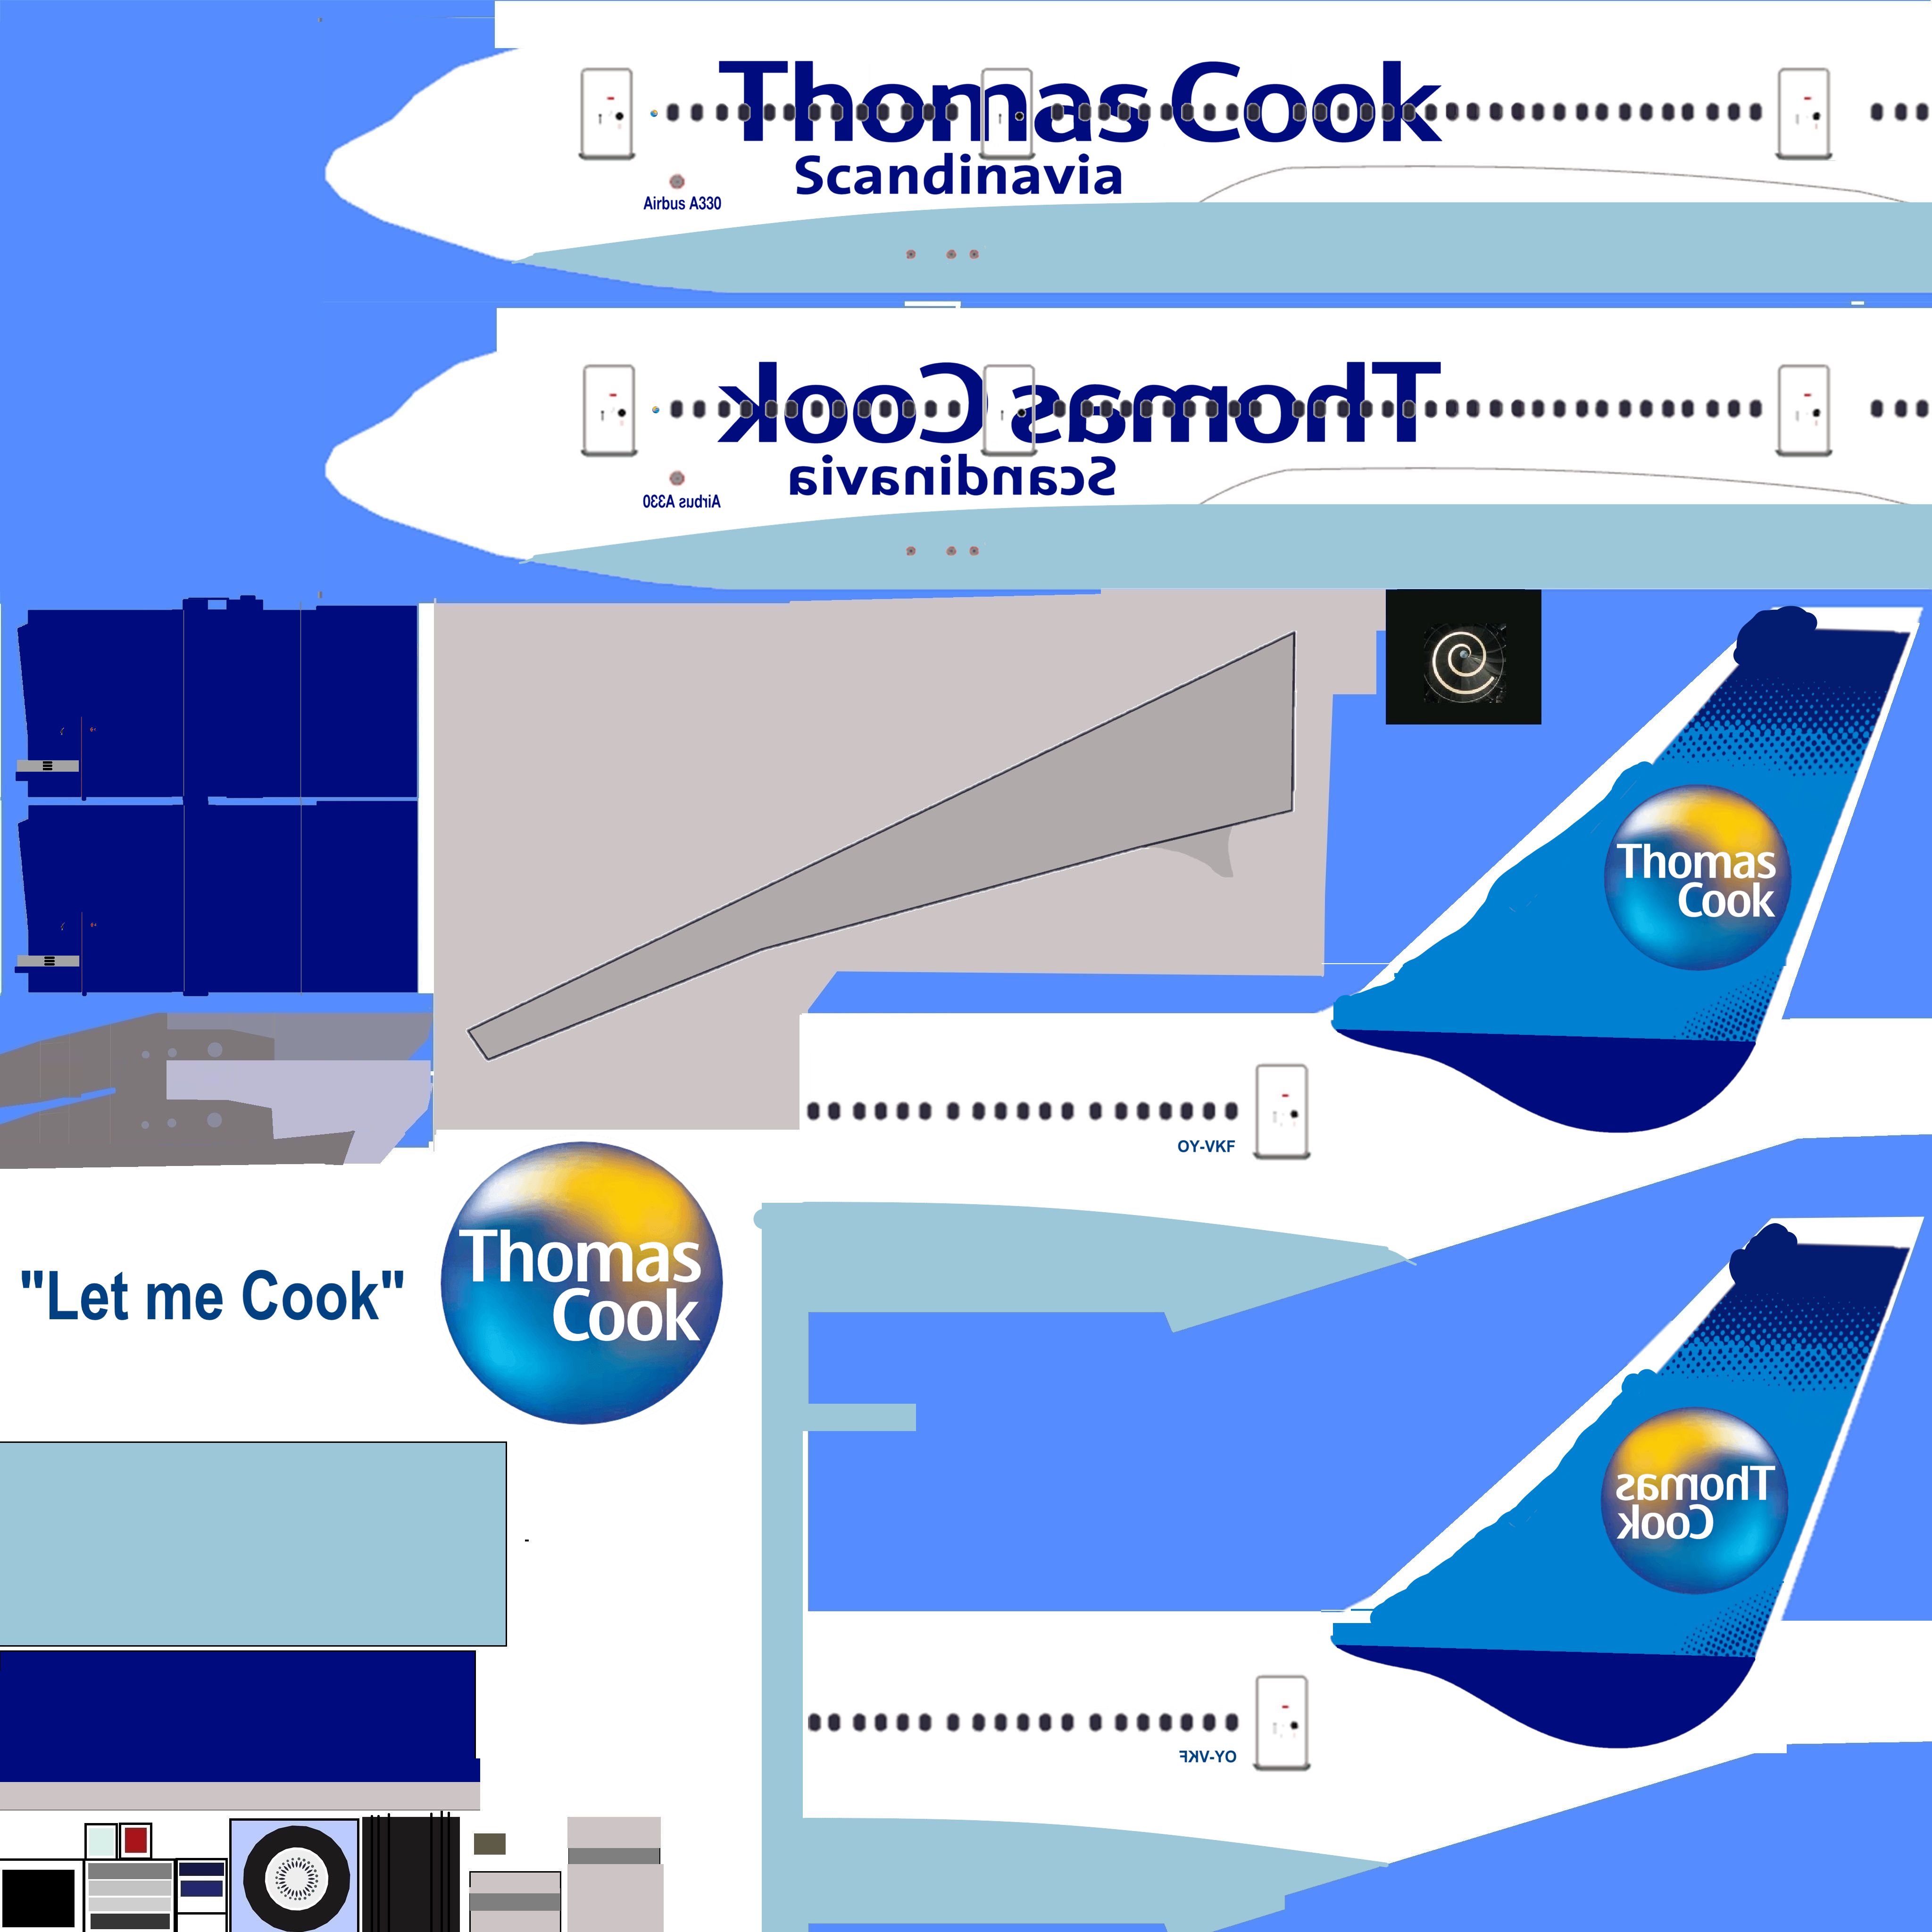 Thomas Cook
Scandinavia
Airbus A330
Thomas Cook
Scandinavia
Airbus A330
Thomas
Cook
OY-VKF
Thomas
Cook
"Let me Cook"
Thomas
Cook
OY-VKF